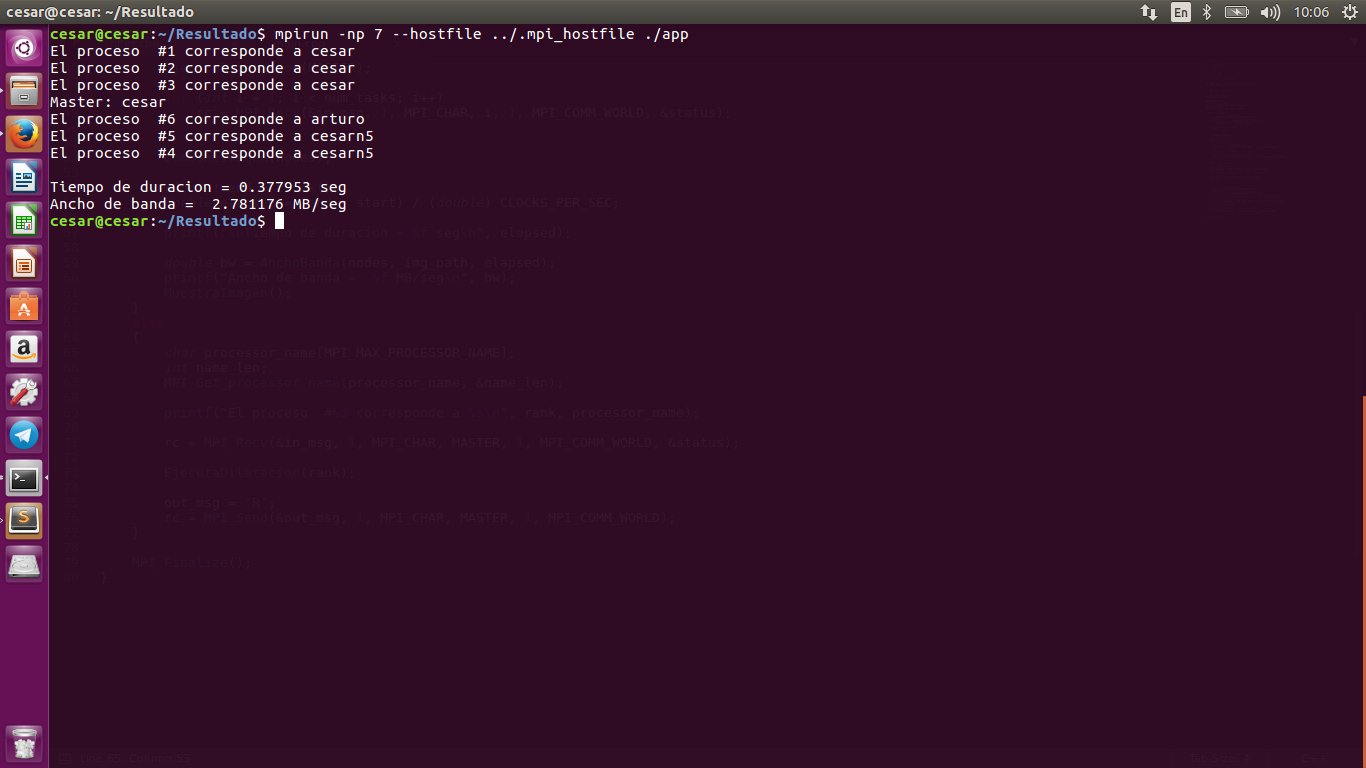 cesar@cesar: ~/Resultado
En
10:06
cesar@cesar:~/Resultado$ mpirun -np 7 --hostfile ../.mpi_hostfile ./app
El proceso  #1 corresponde a cesar
El proceso  #2 corresponde a cesar
El proceso  #3 corresponde a cesar
Master: cesar
El proceso  #6 corresponde a arturo
El proceso  #5 corresponde a cesarn5
El proceso  #4 corresponde a cesarn5
Tiempo de duracion = 0.377953 seg
Ancho de banda =  2.781176 MB/seg
cesar@cesar:~/Resultado$